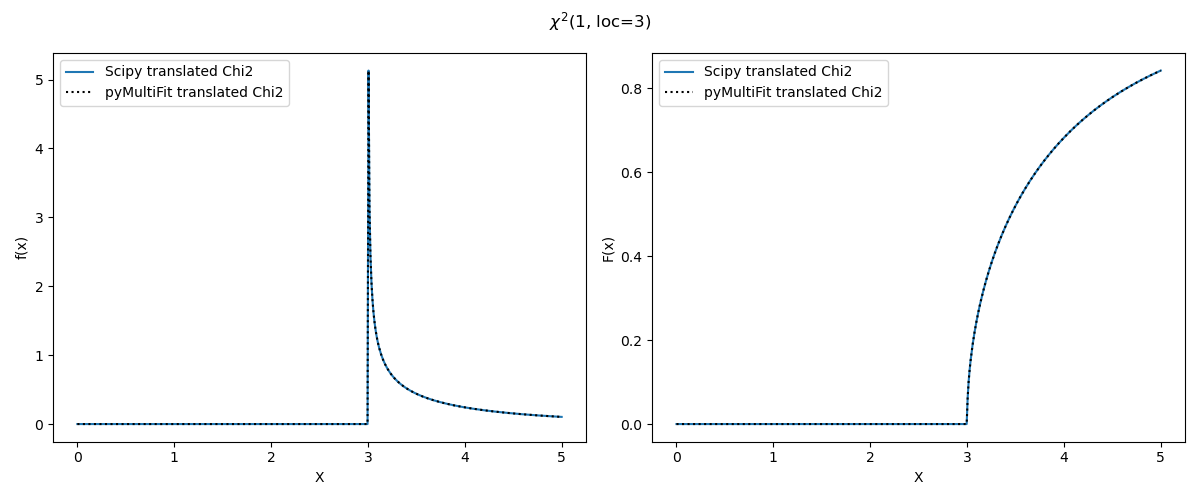 χ²(1, loc=3)
Scipy translated Chi2
pyMultiFit translated Chi2
5
4
3
2
1
0
f(x)
0 1 2 3 4 5
X
Scipy translated Chi2
pyMultiFit translated Chi2
0.8
0.6
0.4
0.2
0.0
F(x)
0 1 2 3 4 5
X